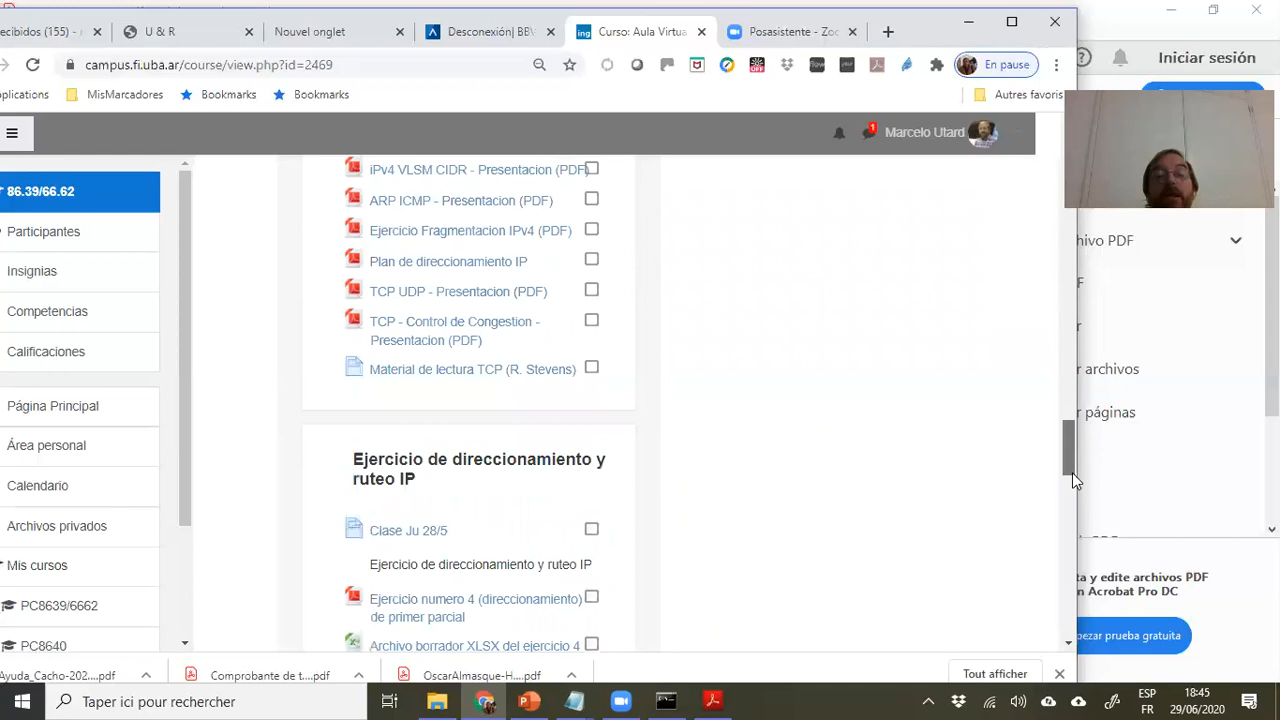 ecibidos (155) - c
U & R
Nouvel onglet
Desconexión| BBV
Curso: Aula Virtua
Posasistente - Zoo
campus.fi.uba.ar/course/view.php?id=2469
En pause
Iniciar sesión
plications
MisMarcadores
Bookmarks
Bookmarks
Autres favoris
1
Marcelo Utard
86.39/66.62
Participantes
Insignias
Competencias
Calificaciones
Página Principal
Área personal
Calendario
Archivos privados
Mis cursos
PC8639/6662
PC8640
iPv4 VLSM CIDR - Presentacion (PDF)
ARP ICMP - Presentacion (PDF)
Ejercicio Fragmentacion IPv4 (PDF)
Plan de direccionamiento IP
TCP UDP - Presentacion (PDF)
TCP - Control de Congestion -
Presentacion (PDF)
Material de lectura TCP (R. Stevens)
Ejercicio de direccionamiento y
ruteo IP
Clase Ju 28/5
Ejercicio de direccionamiento y ruteo IP
Ejercicio numero 4 (direccionamiento)
de primer parcial
Archivo borrador XLSX del ejercicio 4
hivo PDF
F
r
r archivos
r páginas
ta y edite archivos PDF
n Acrobat Pro DC
pezar prueba gratuita
Ayuda_Cacho-202....pdf
Comprobante de t....pdf
OscarAlmasque-H....pdf
Tout afficher
Taper ici pour rechercher
ESP
FR
18:45
29/06/2020